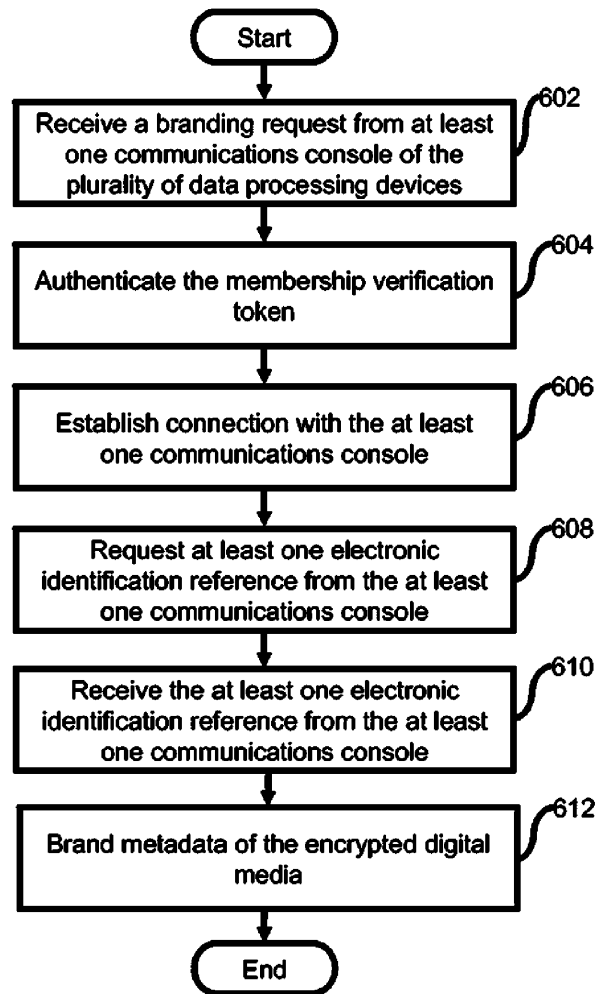 Start
602
Receive a branding request from at least
one communications console of the
plurality of data processing devices
604
Authenticate the membership verification
token
606
Establish connection with the at least
one communications console
608
Request at least one electronic
identification reference from the at least
one communications console
610
Receive the at least one electronic
identification reference from the at least
one communications console
612
Brand metadata of the encrypted digital
media
End